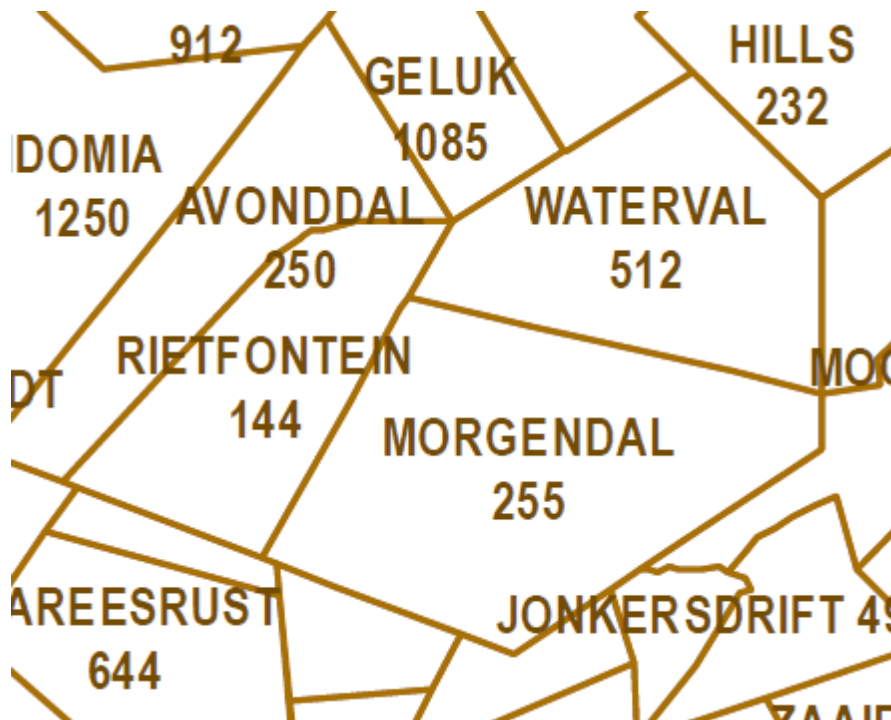 912
GELUK
1085
HILLS
232
DOMIA
1250
AVONDDAL
250
WATERVAL
512
RIETFONTEIN
144
DT
MORGENDAL
255
AREESRUST
644
JONKERSDRIFT 49